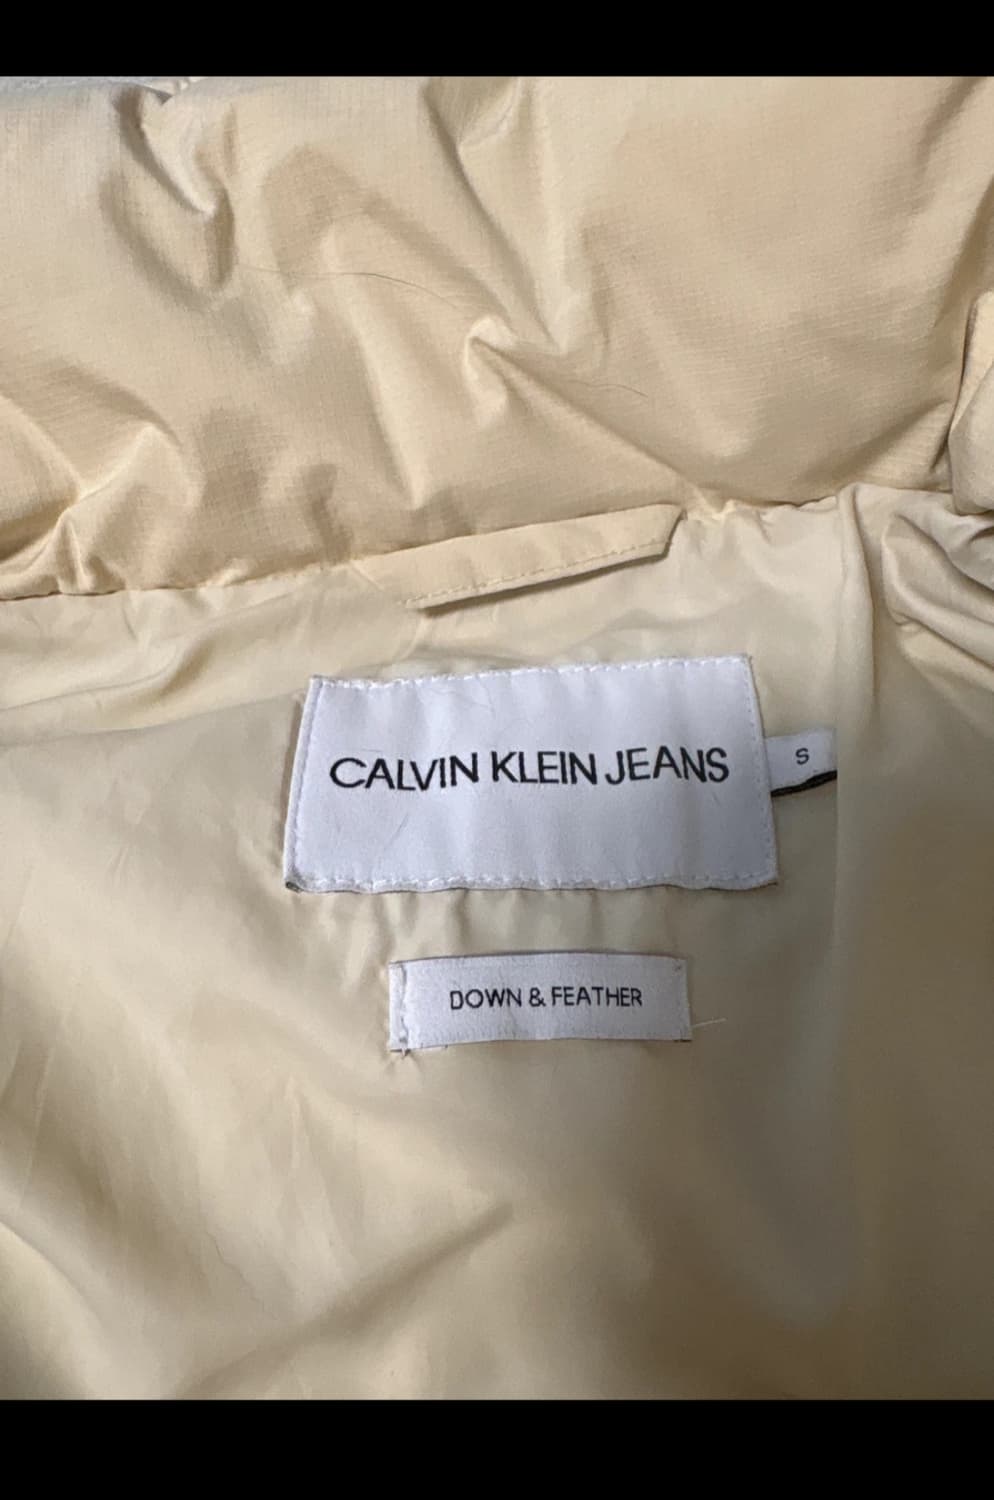 CALVIN KLEIN JEANS
S
DOWN & FEATHER